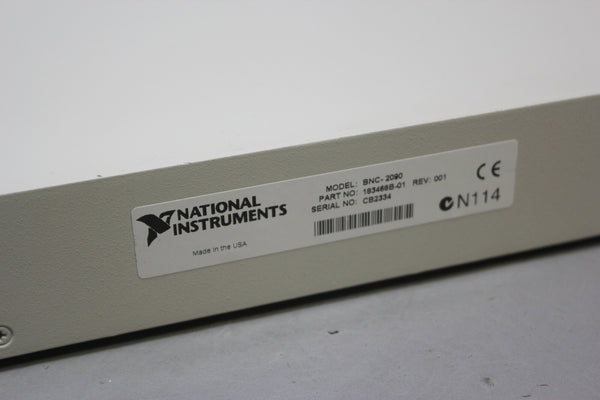 NATIONAL
INSTRUMENTS
Made in the USA
MODEL: BNC-2090
PART NO: 183468B-01 REV: 001
SERIAL NO: CB2334
CE
N114